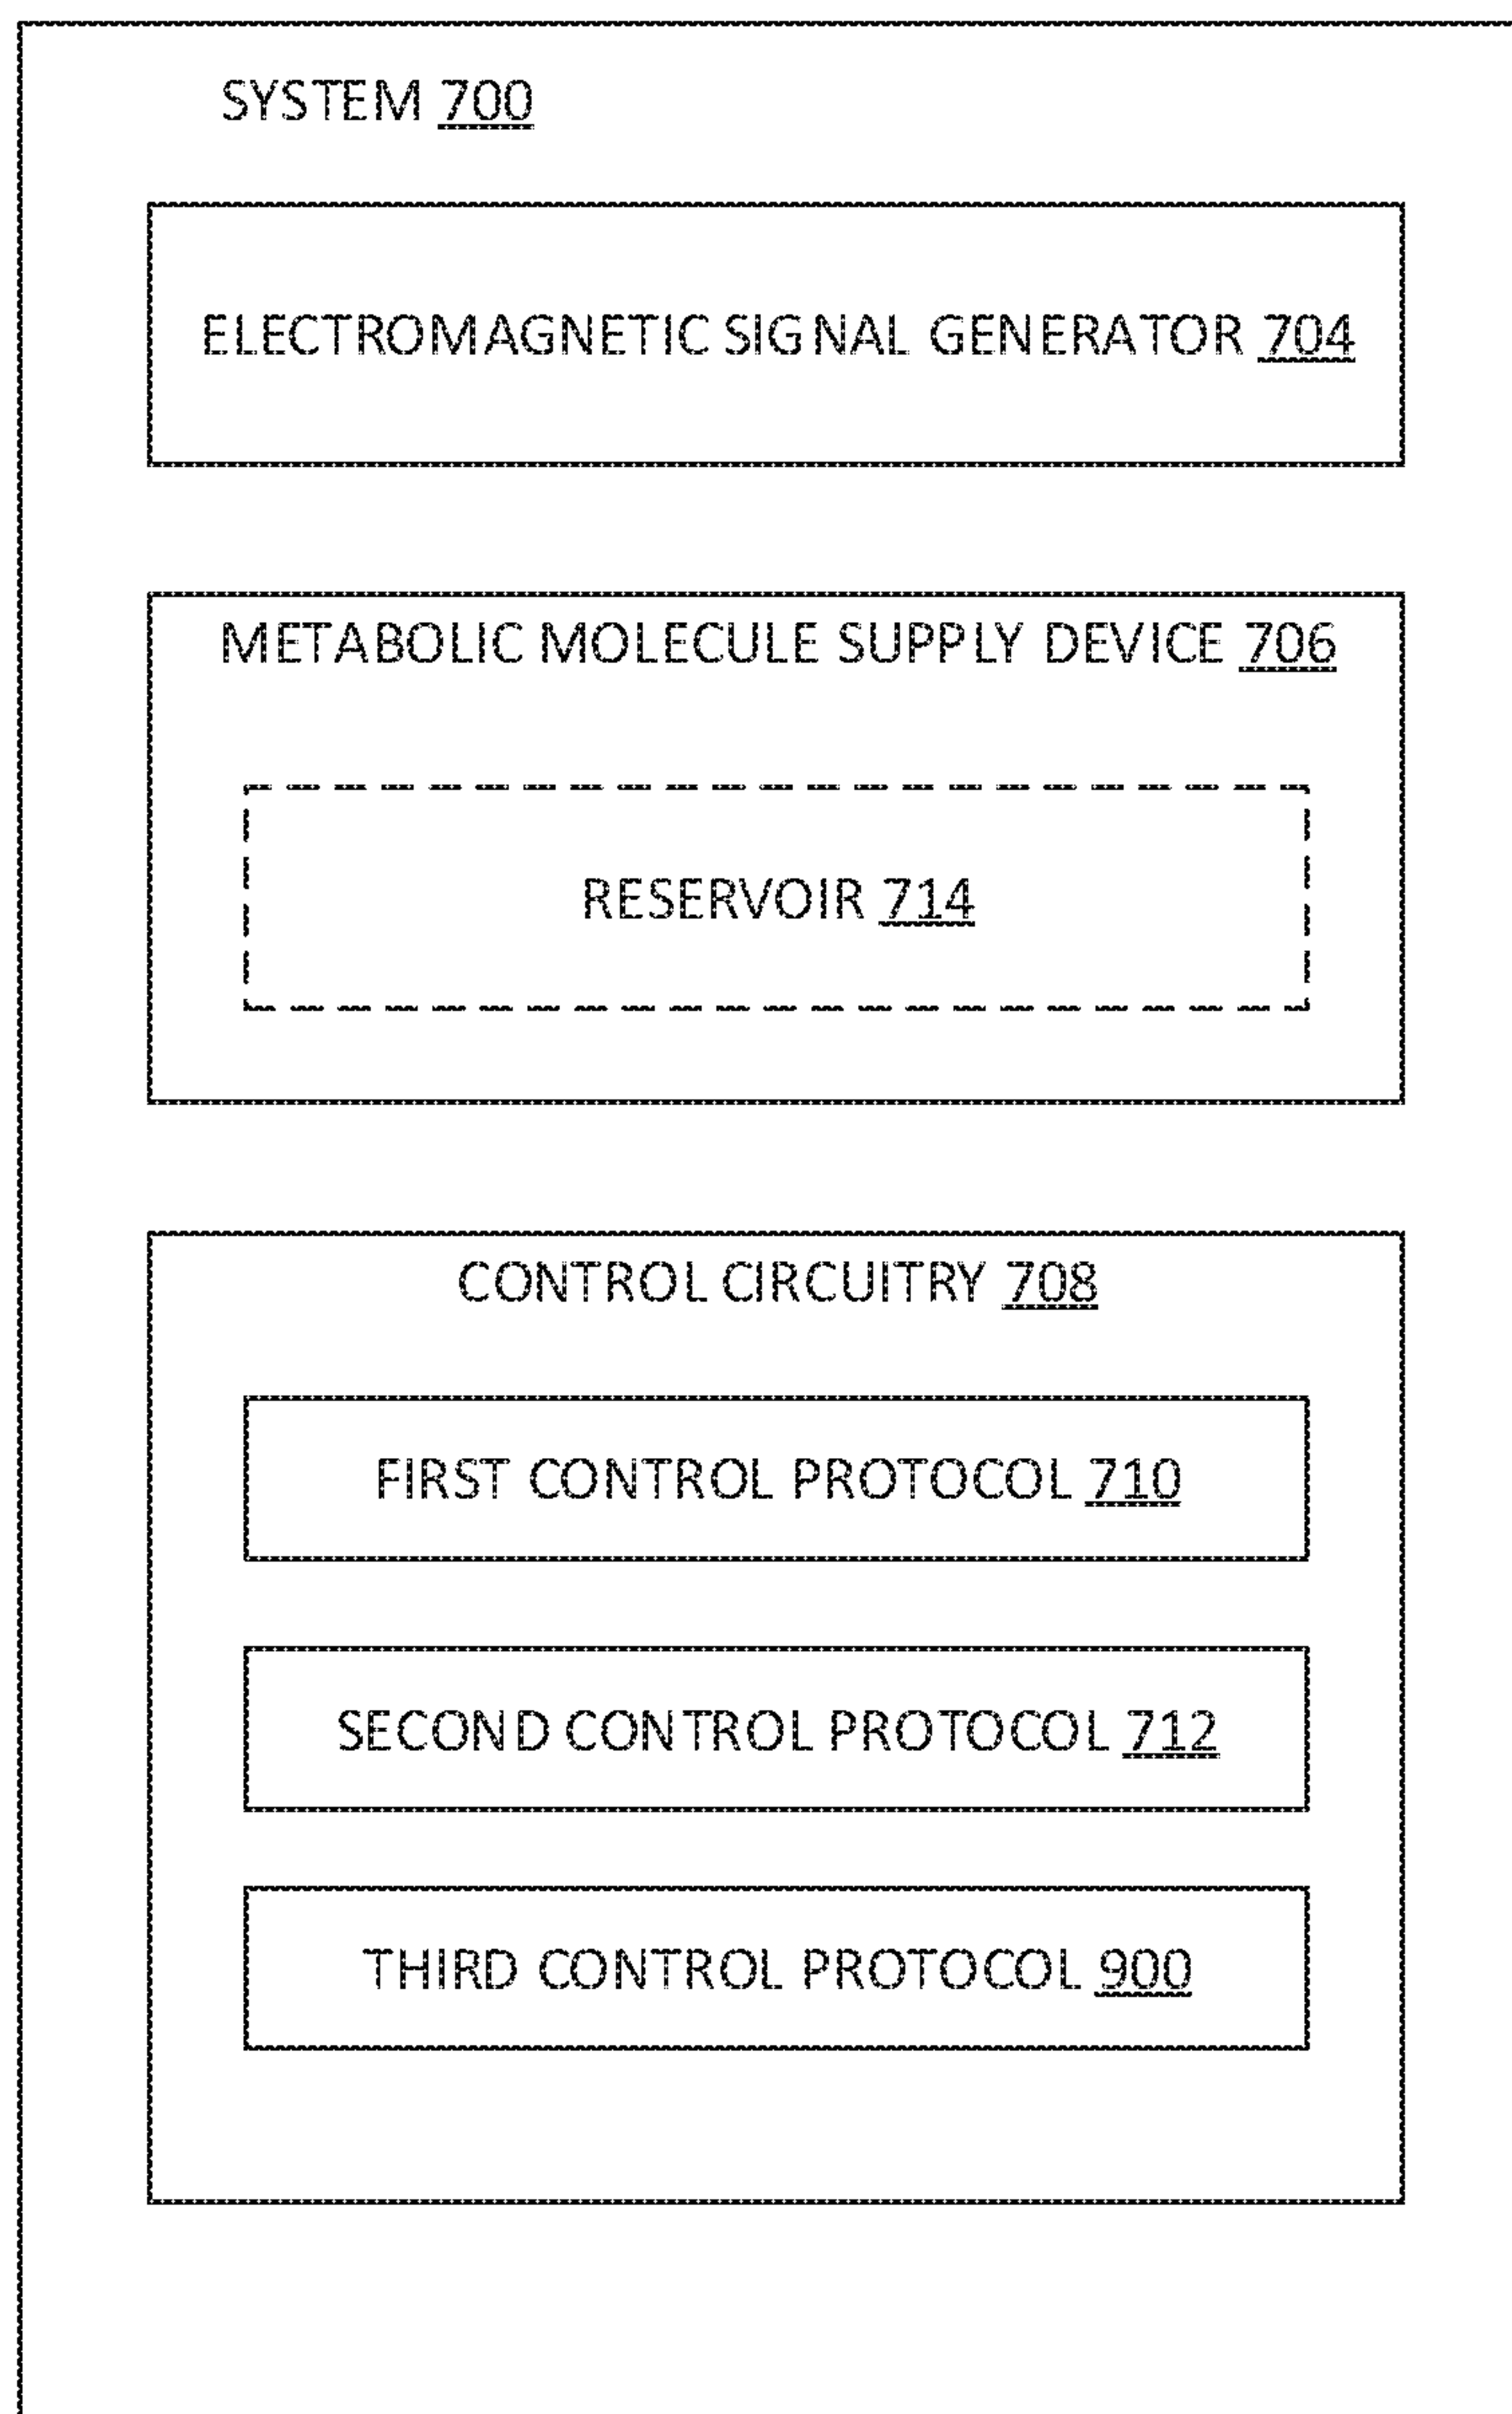 SYSTEM 700
ELECTROMAGNETIC SIGNAL GENERATOR 704
METABOLIC MOLECULE SUPPLY DEVICE 706
RESERVOIR 714
CONTROL CIRCUITRY 708
FIRST CONTROL PROTOCOL 710
SECOND CONTROL PROTOCOL 712
THIRD CONTROL PROTOCOL 900